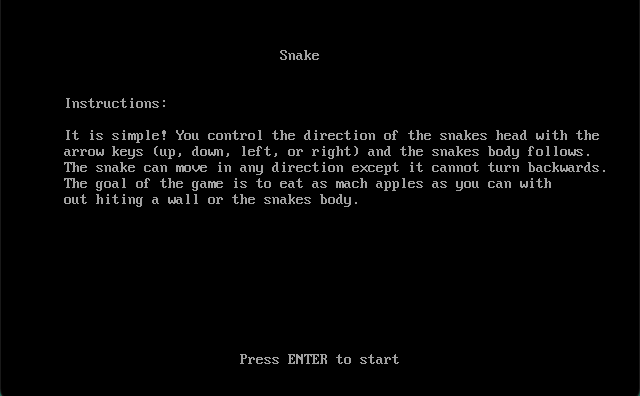 Snake
Instructions:
It is simple! You control the direction of the snakes head with the
arrow keys (up, down, left, or right) and the snakes body follows.
The snake can move in any direction except it cannot turn backwards.
The goal of the game is to eat as mach apples as you can with
out hiting a wall or the snakes body.
Press ENTER to start